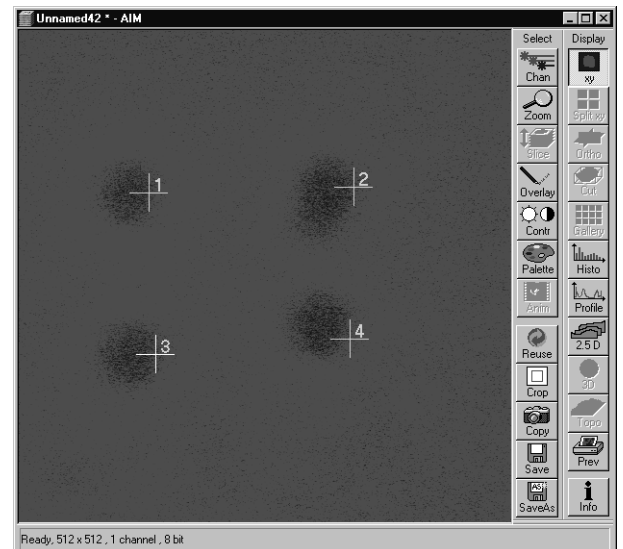 Unnamed42 * - AIM
Select Display
Chan xy
Zoom Split xy
Slice Ortho
Overlay Cut
Contr Gallery
Palette Histo
Anim Profile
Reuse 2.5 D
Crop 3D
Copy Topo
Save Prev
SaveAs Info
1
2
3
4
Ready, 512 x 512 , 1 channel , 8 bit